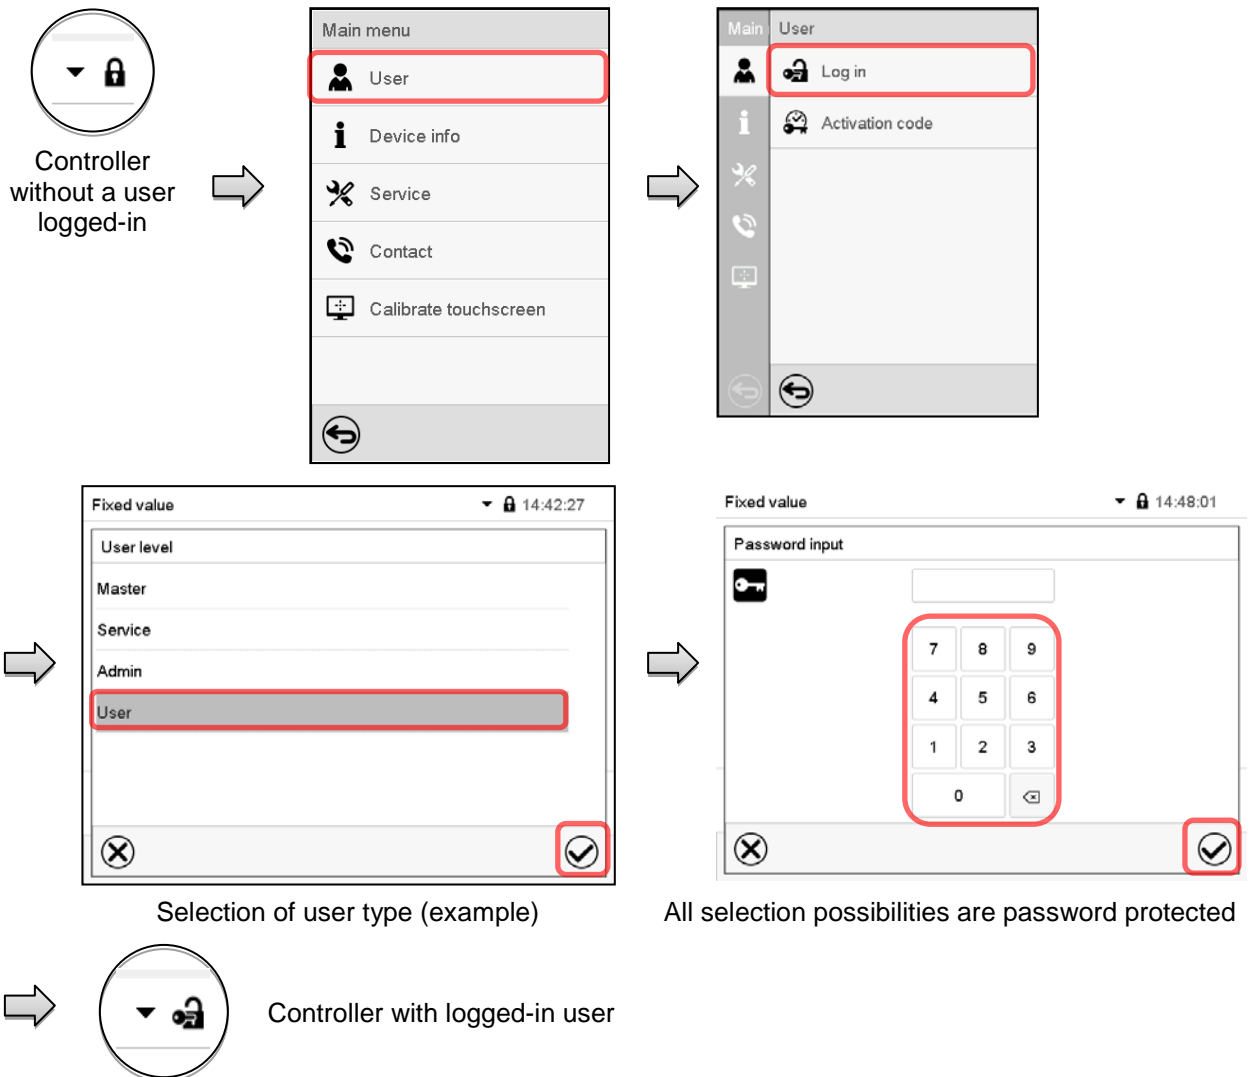 Controller
without a user
logged-in
Main menu
User
Device info
Service
Contact
Calibrate touchscreen
Main
User
Log in
Activation code
Fixed value
14:42:27
User level
Master
Service
Admin
User
Fixed value
14:48:01
Password input
7 8 9
4 5 6
1 2 3
0
Selection of user type (example)
All selection possibilities are password protected
Controller with logged-in user